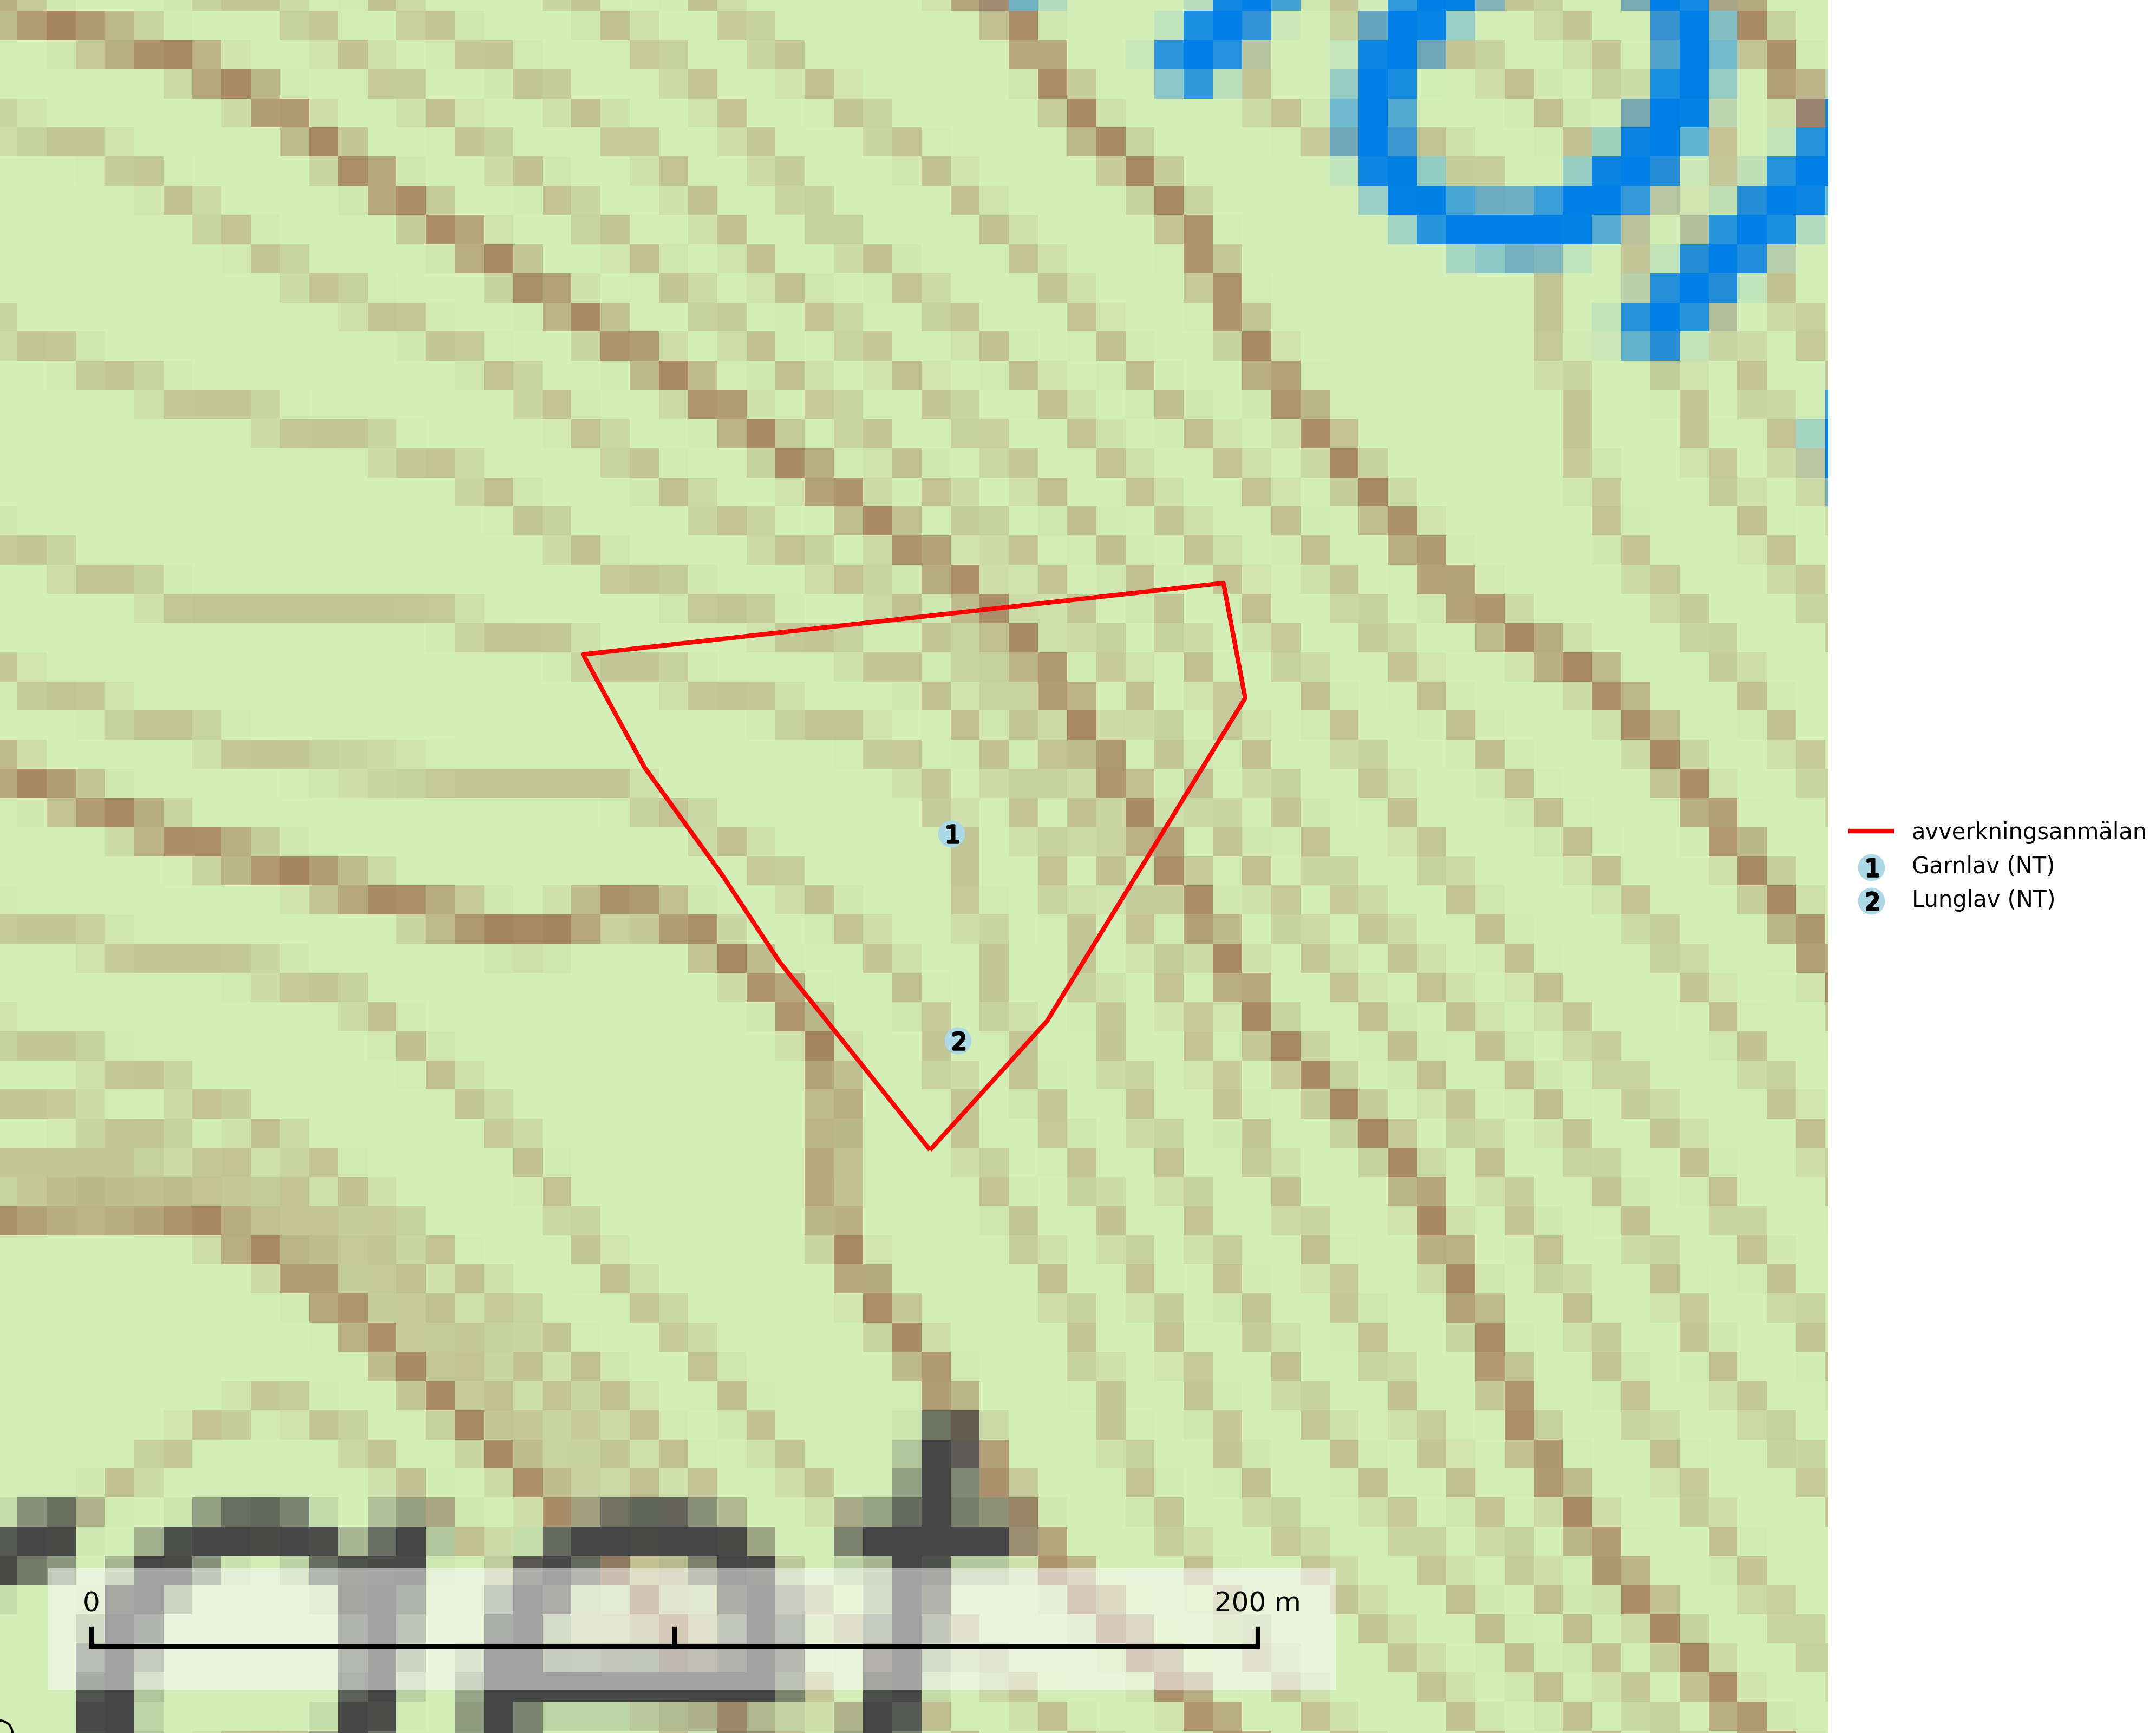 1
2
avverkningsanmälan
1 Garnlav (NT)
2 Lunglav (NT)
0 200 m